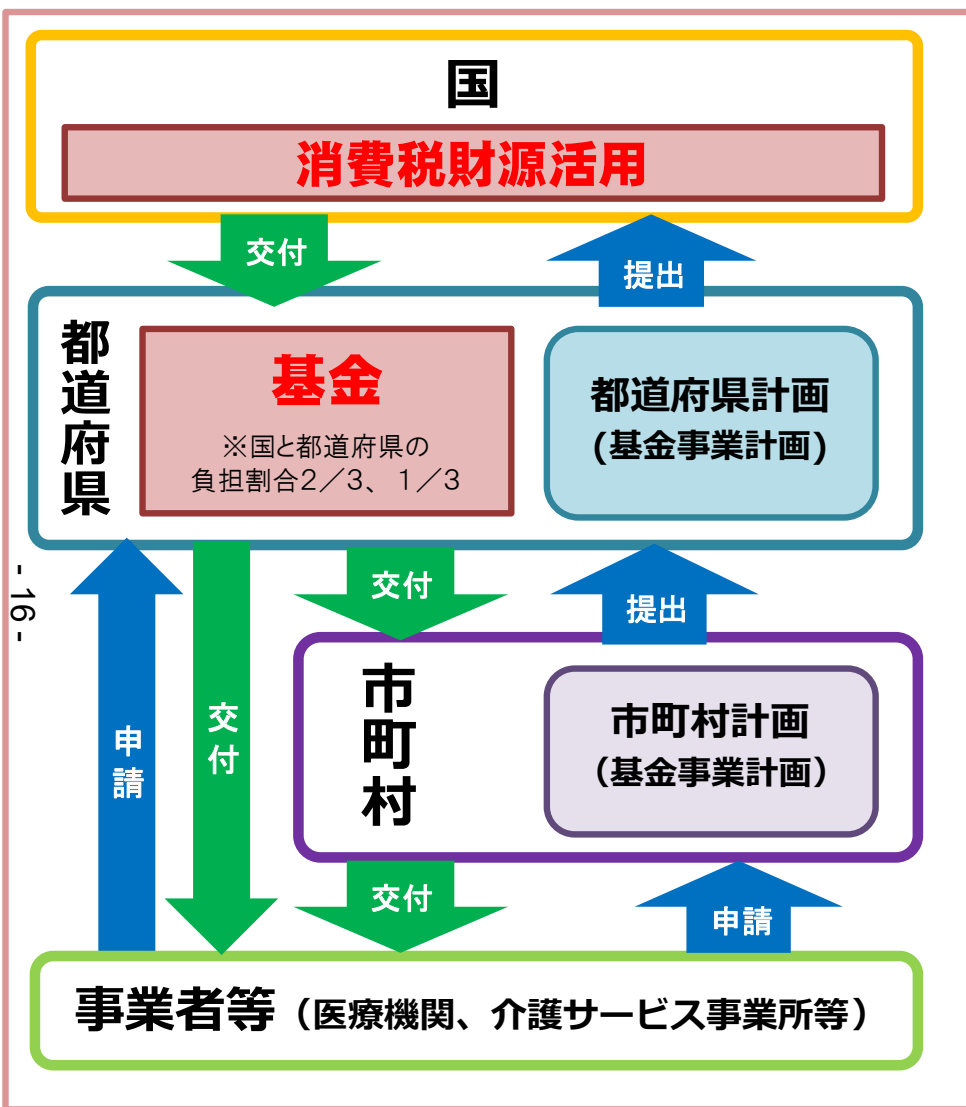 国
消費税財源活用
交付
提出
都道府県
基金
※国と都道府県の
負担割合2／3、1／3
都道府県計画
(基金事業計画)
交付
提出
- 16 -
申請
交付
市町村
市町村計画
（基金事業計画）
交付
申請
事業者等（医療機関、介護サービス事業所等）